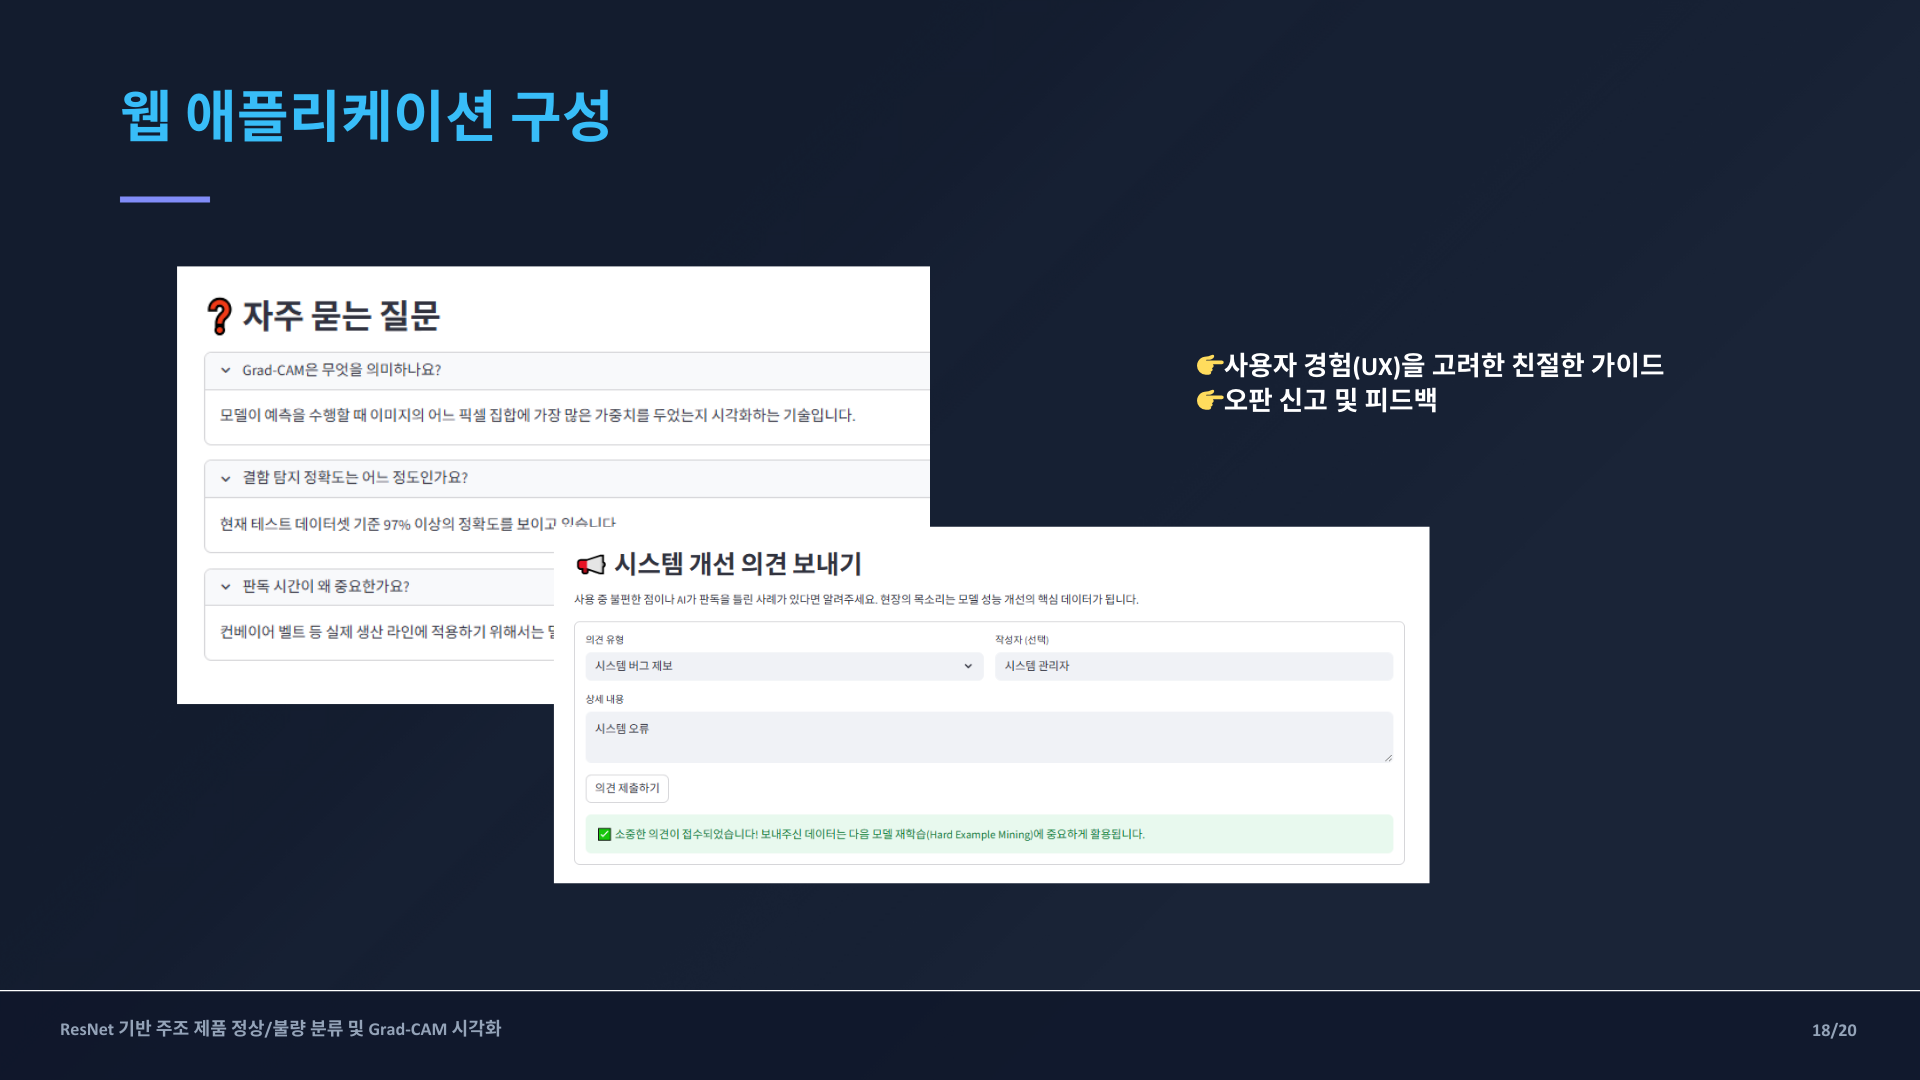 웹 애플리케이션 구성
❓자주 묻는 질문
Grad-CAM은 무엇을 의미하나요?
모델이 예측을 수행할 때 이미지의 어느 픽셀 집합에 가장 많은 가중치를 두었는지 시각화하는 기술입니다.
결함 탐지 정확도는 어느 정도인가요?
현재 테스트 데이터셋 기준 97% 이상의 정확도를 보이고 있습니다
판독 시간이 왜 중요한가요?
컨베이어 벨트 등 실제 생산 라인에 적용하기 위해서는
👉사용자 경험(UX)을 고려한 친절한 가이드
👉오판 신고 및 피드백
📢 시스템 개선 의견 보내기
사용 중 불편한 점이나 AI가 판독을 틀린 사례가 있다면 알려주세요. 현장의 목소리는 모델 성능 개선의 핵심 데이터가 됩니다.
의견 유형
시스템 버그 제보
작성자 (선택)
시스템 관리자
상세 내용
시스템 오류
의견 제출하기
✅ 소중한 의견이 접수되었습니다! 보내주신 데이터는 다음 모델 재학습(Hard Example Mining)에 중요하게 활용됩니다.
ResNet 기반 주조 제품 정상/불량 분류 및 Grad-CAM 시각화
18/20